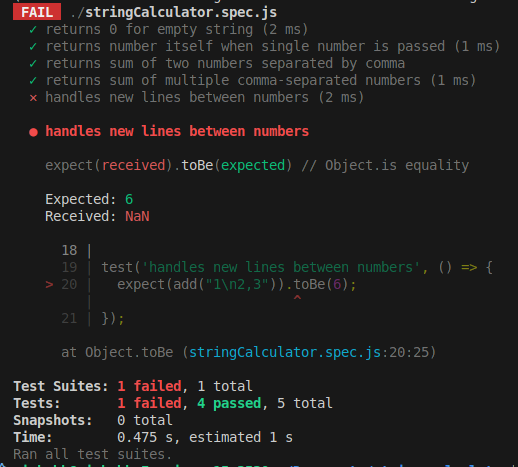 FAIL ./stringCalculator.spec.js
✓ returns 0 for empty string (2 ms)
✓ returns number itself when single number is passed (1 ms)
✓ returns sum of two numbers separated by comma
✓ returns sum of multiple comma-separated numbers (1 ms)
✕ handles new lines between numbers (2 ms)
● handles new lines between numbers
expect(received).toBe(expected) // Object.is equality
Expected: 6
Received: NaN
18 |
19 | test('handles new lines between numbers', () => {
> 20 | expect(add("1\n2,3")).toBe(6);
| ^
21 | });
at Object.toBe (stringCalculator.spec.js:20:25)
Test Suites: 1 failed, 1 total
Tests: 1 failed, 4 passed, 5 total
Snapshots: 0 total
Time: 0.475 s, estimated 1 s
Ran all test suites.